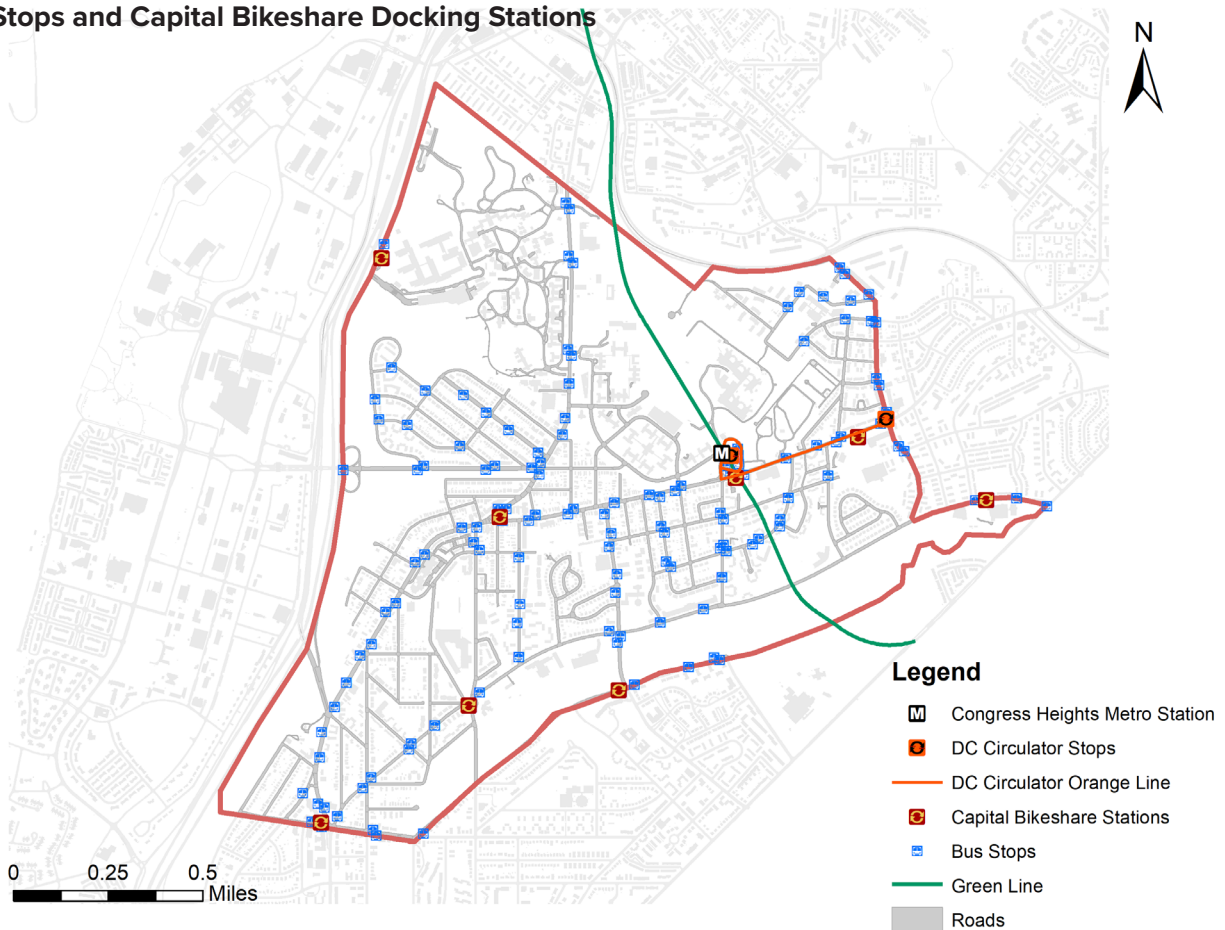 Stops and Capital Bikeshare Docking Stations
N
M
Legend
M Congress Heights Metro Station
DC Circulator Stops
DC Circulator Orange Line
Capital Bikeshare Stations
Bus Stops
Green Line
Roads
0 0.25 0.5
Miles